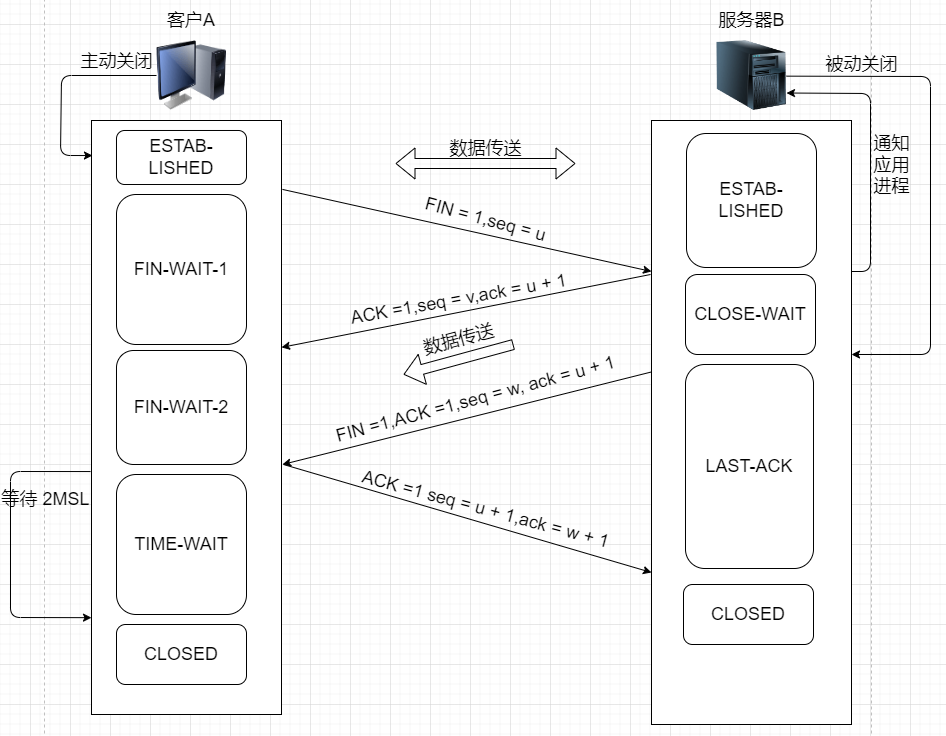 客户A
服务器B
主动关闭
被动关闭
ESTAB-
LISHED
数据传送
通知
应用
进程
ESTAB-
LISHED
FIN = 1,seq = u
FIN-WAIT-1
ACK =1,seq = v,ack = u + 1
CLOSE-WAIT
数据传送
FIN-WAIT-2
FIN =1,ACK =1,seq = w, ack = u + 1
LAST-ACK
等待 2MSL
ACK =1 seq = u + 1,ack = w + 1
TIME-WAIT
CLOSED
CLOSED